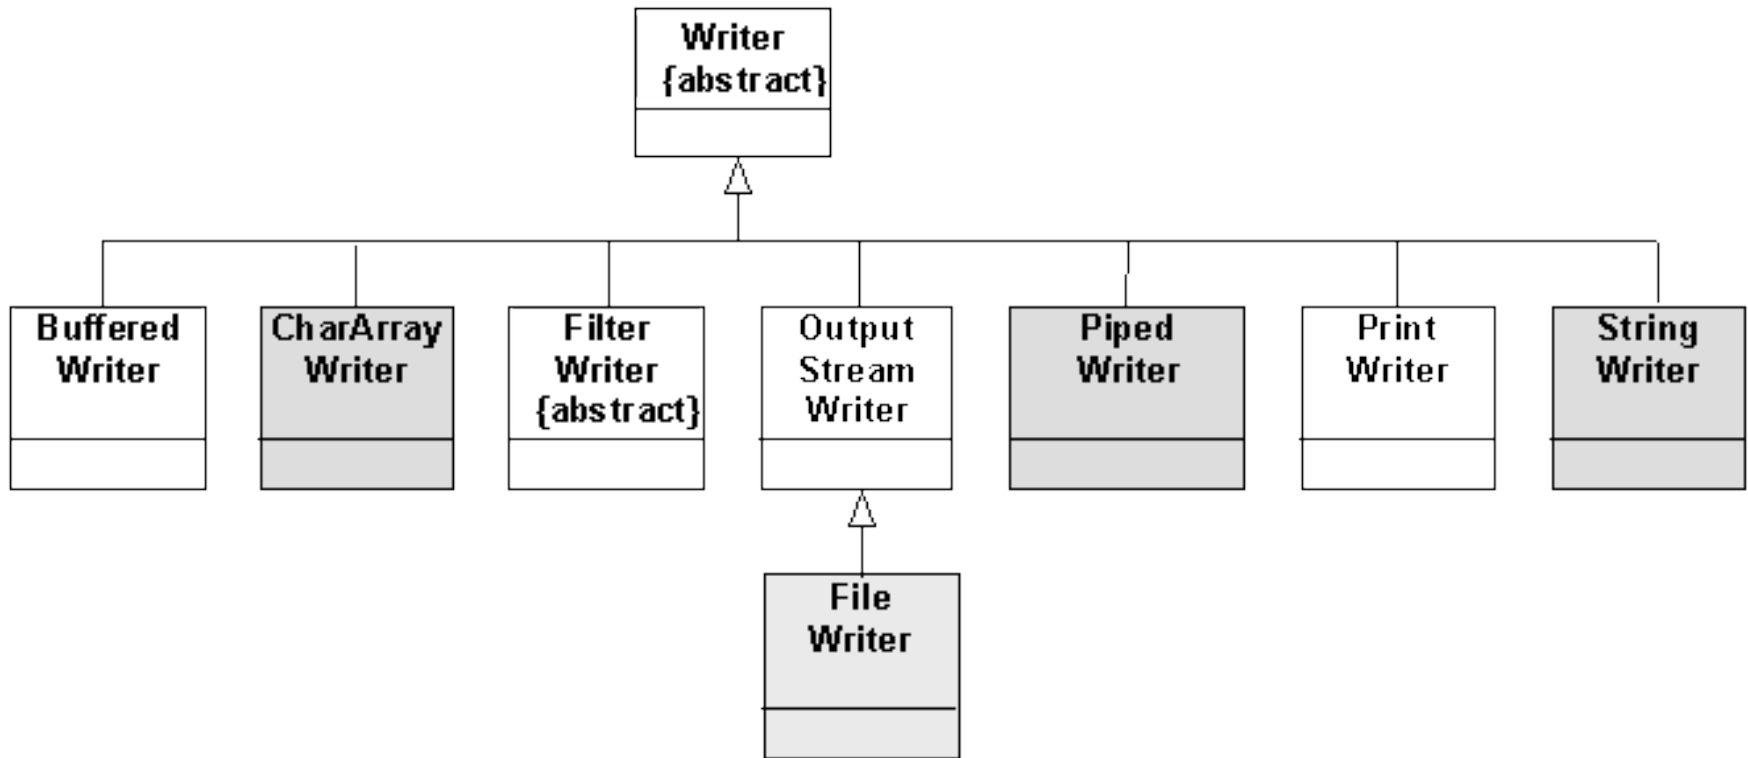 Writer
{abstract}
Buffered
Writer
CharArray
Writer
Filter
Writer
{abstract}
Output
Stream
Writer
Piped
Writer
Print
Writer
String
Writer
File
Writer